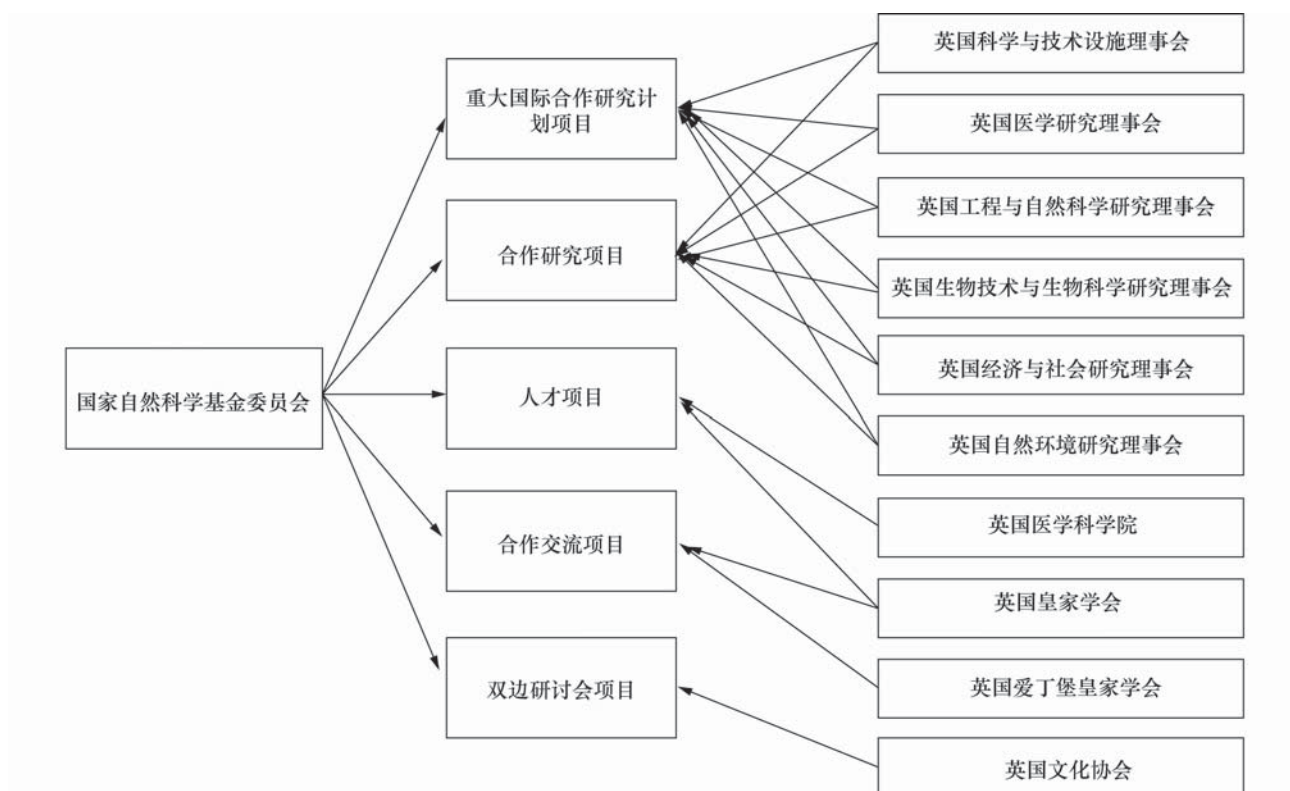 国家自然科学基金委员会
重大国际合作研究计
划项目
合作研究项目
人才项目
合作交流项目
双边研讨会项目
英国科学与技术设施理事会
英国医学研究理事会
英国工程与自然科学研究理事会
英国生物技术与生物科学研究理事会
英国经济与社会研究理事会
英国自然环境研究理事会
英国医学科学院
英国皇家学会
英国爱丁堡皇家学会
英国文化协会